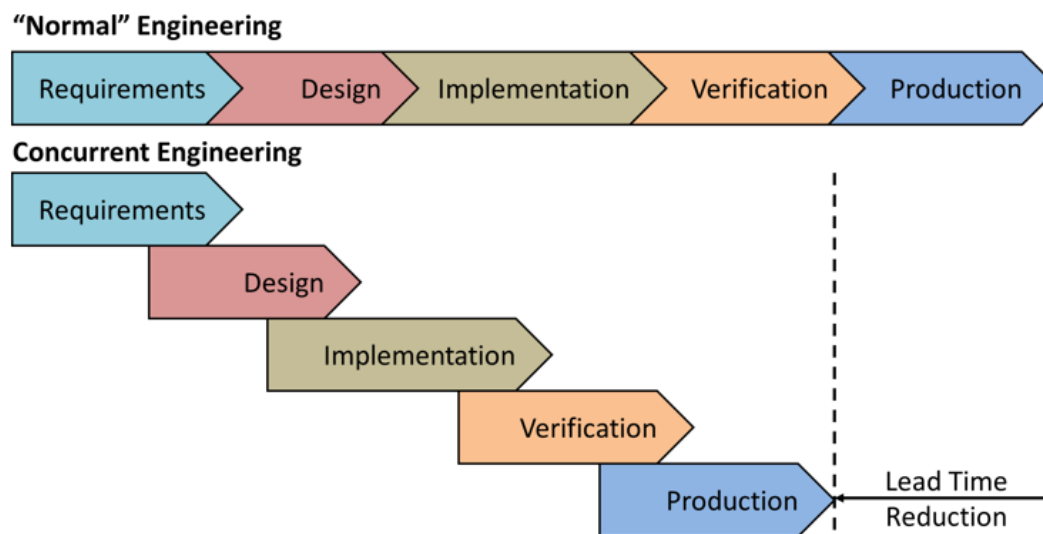 “Normal” Engineering
Requirements Design Implementation Verification Production
Concurrent Engineering
Requirements
Design
Implementation
Verification
Production
Lead Time
Reduction